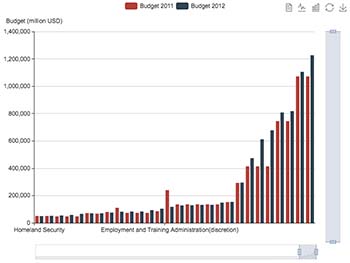 Budget 2011 Budget 2012
Budget (million USD)
1,400,000
1,200,000
1,000,000
800,000
600,000
400,000
200,000
0
Homeland Security Employment and Training Administration(discretion)